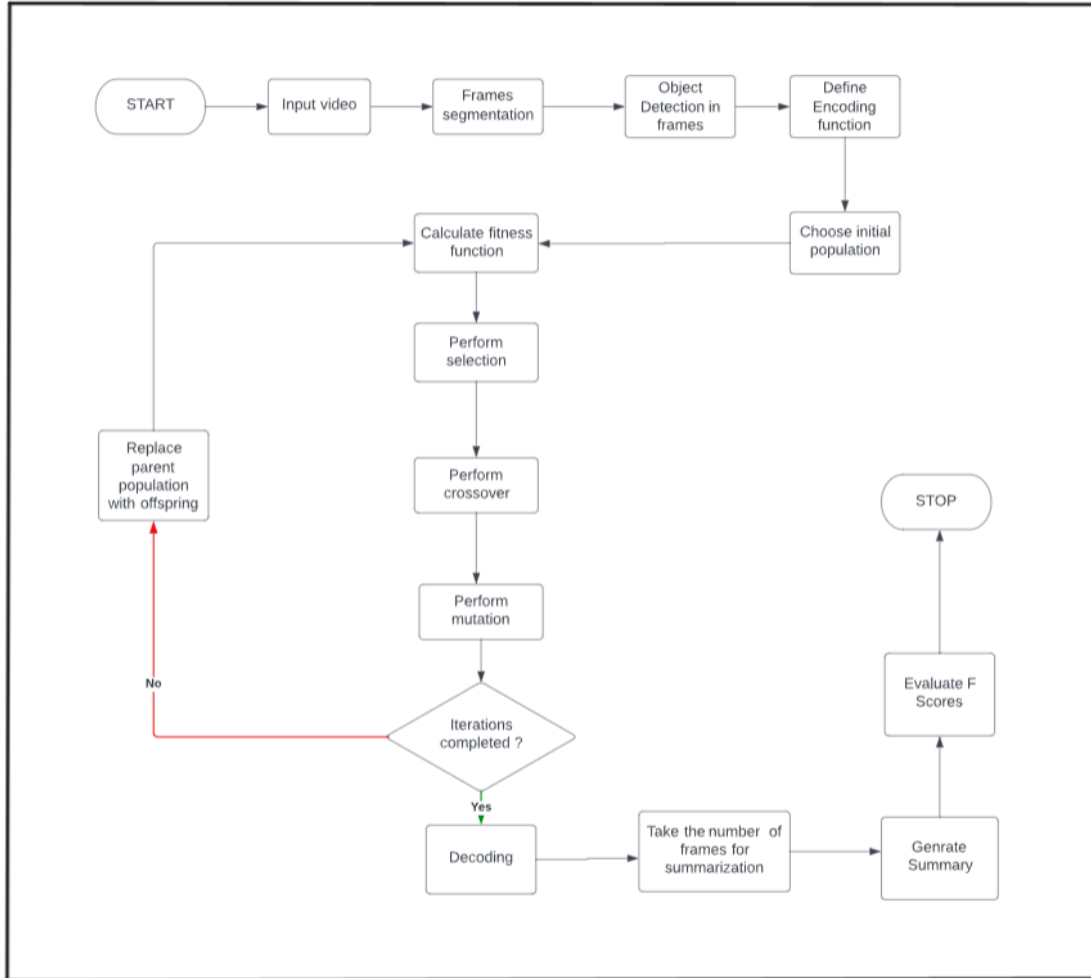 START
Input video
Frames
segmentation
Object
Detection in
frames
Define
Encoding
function
Calculate fitness
function
Choose initial
population
Perform
selection
Replace
parent
population
with offspring
Perform
crossover
STOP
Perform
mutation
No
Evaluate F
Scores
Iterations
completed ?
Yes
Decoding
Take the number of
frames for
summarization
Genrate
Summary